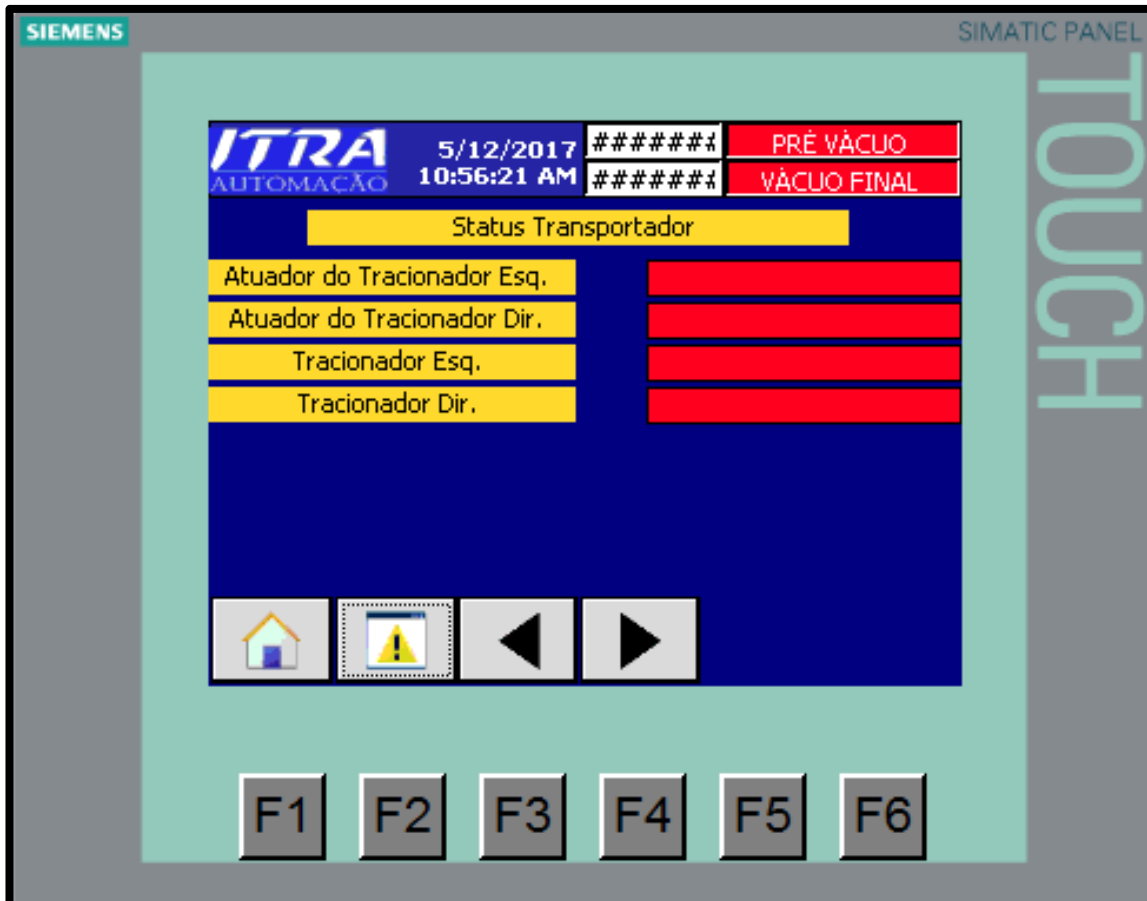 SIEMENS
SIMATIC PANEL
TOUCH
ITRA
AUTOMAÇÃO
5/12/2017
10:56:21 AM
#######
PRÉ VÀCUO
#######
VÀCUO FINAL
Status Transportador
Atuador do Tracionador Esq.
Atuador do Tracionador Dir.
Tracionador Esq.
Tracionador Dir.
F1 F2 F3 F4 F5 F6